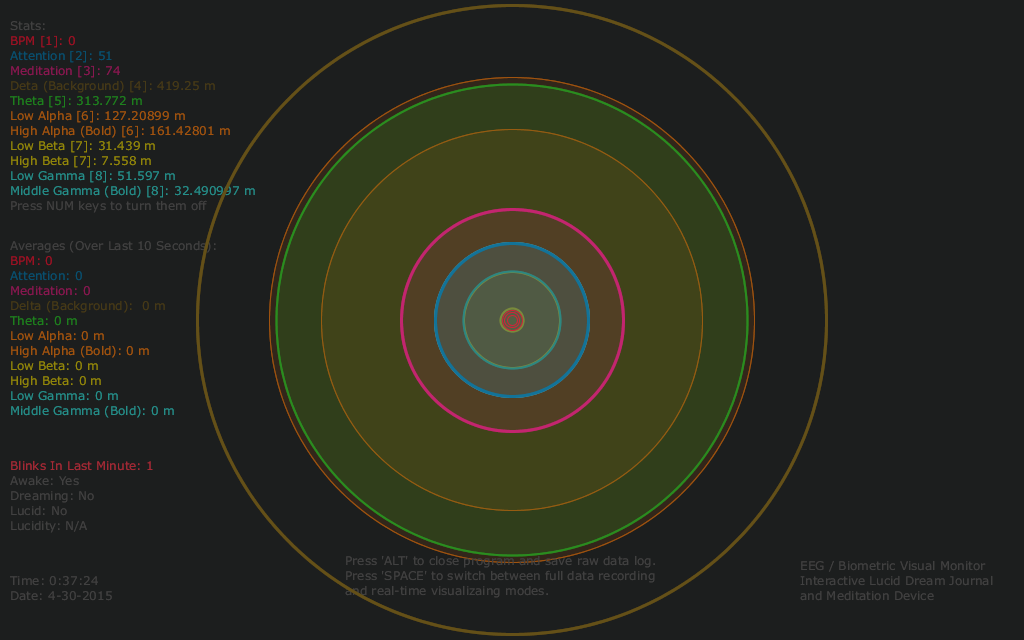 Stats:
BPM [1]: 0
Attention [2]: 51
Meditation [3]: 74
Deta (Background) [4]: 419.25 m
Theta [5]: 313.772 m
Low Alpha [6]: 127.20899 m
High Alpha (Bold) [6]: 161.42801 m
Low Beta [7]: 31.439 m
High Beta [7]: 7.558 m
Low Gamma [8]: 51.597 m
Middle Gamma (Bold) [8]: 32.490997 m
Press NUM keys to turn them off
Averages (Over Last 10 Seconds):
BPM: 0
Attention: 0
Meditation: 0
Delta (Background):  0 m
Theta: 0 m
Low Alpha: 0 m
High Alpha (Bold): 0 m
Low Beta: 0 m
High Beta: 0 m
Low Gamma: 0 m
Middle Gamma (Bold): 0 m
Blinks In Last Minute: 1
Awake: Yes
Dreaming: No
Lucid: No
Lucidity: N/A
Time: 0:37:24
Date: 4-30-2015
Press 'ALT' to close program and save raw data log.
Press 'SPACE' to switch between full data recording
and real-time visualizaing modes.
EEG / Biometric Visual Monitor
Interactive Lucid Dream Journal
and Meditation Device